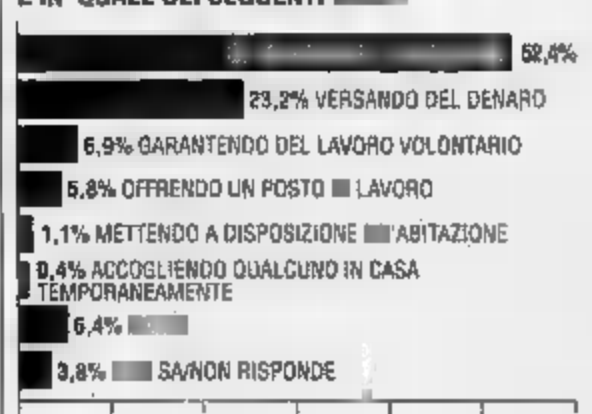 E IN QUALE DEI SEGUENTI
52,4%
23,2% VERSANDO DEL DENARO
6,9% GARANTENDO DEL LAVORO VOLONTARIO
5,8% OFFRENDO UN POSTO LAVORO
1,1% METTENDO A DISPOSIZIONE 'ABITAZIONE
0,4% ACCOGLIENDO QUALCUNO IN CASA
TEMPORANEAMENTE
6,4%
3,8% SA/NON RISPONDE